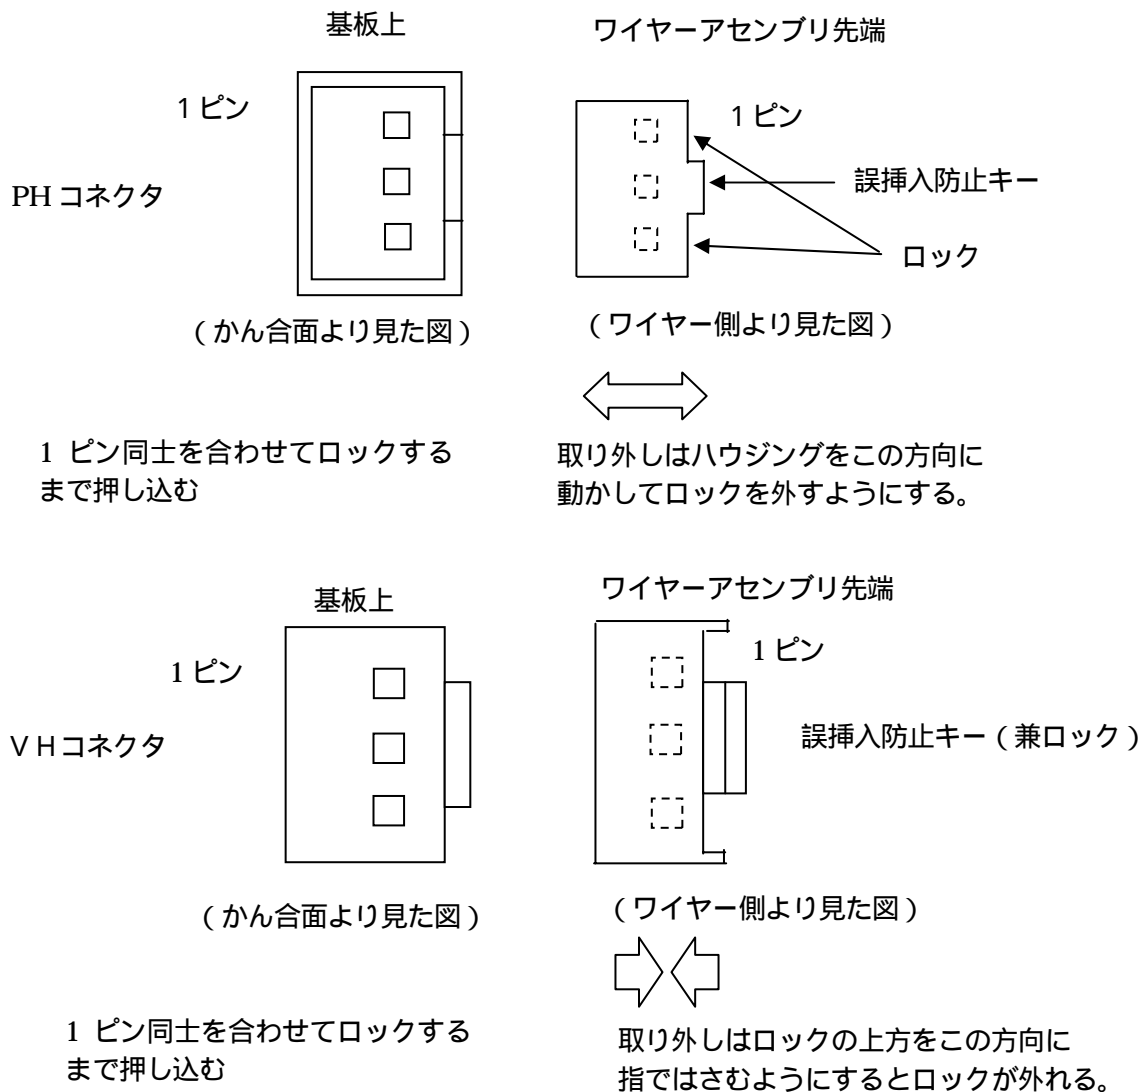 基板上
ワイヤーアセンブリ先端
1 ピン
1 ピン
PH コネクタ
誤挿入防止キー
ロック
(かん合面より見た図)
(ワイヤー側より見た図)
1 ピン同士を合わせてロックする
まで押し込む
取り外しはハウジングをこの方向に
動かしてロックを外すようにする。
基板上
ワイヤーアセンブリ先端
1 ピン
1 ピン
VHコネクタ
誤挿入防止キー(兼ロック)
(かん合面より見た図)
(ワイヤー側より見た図)
1 ピン同士を合わせてロックする
まで押し込む
取り外しはロックの上方をこの方向に
指ではさむようにするとロックが外れる。